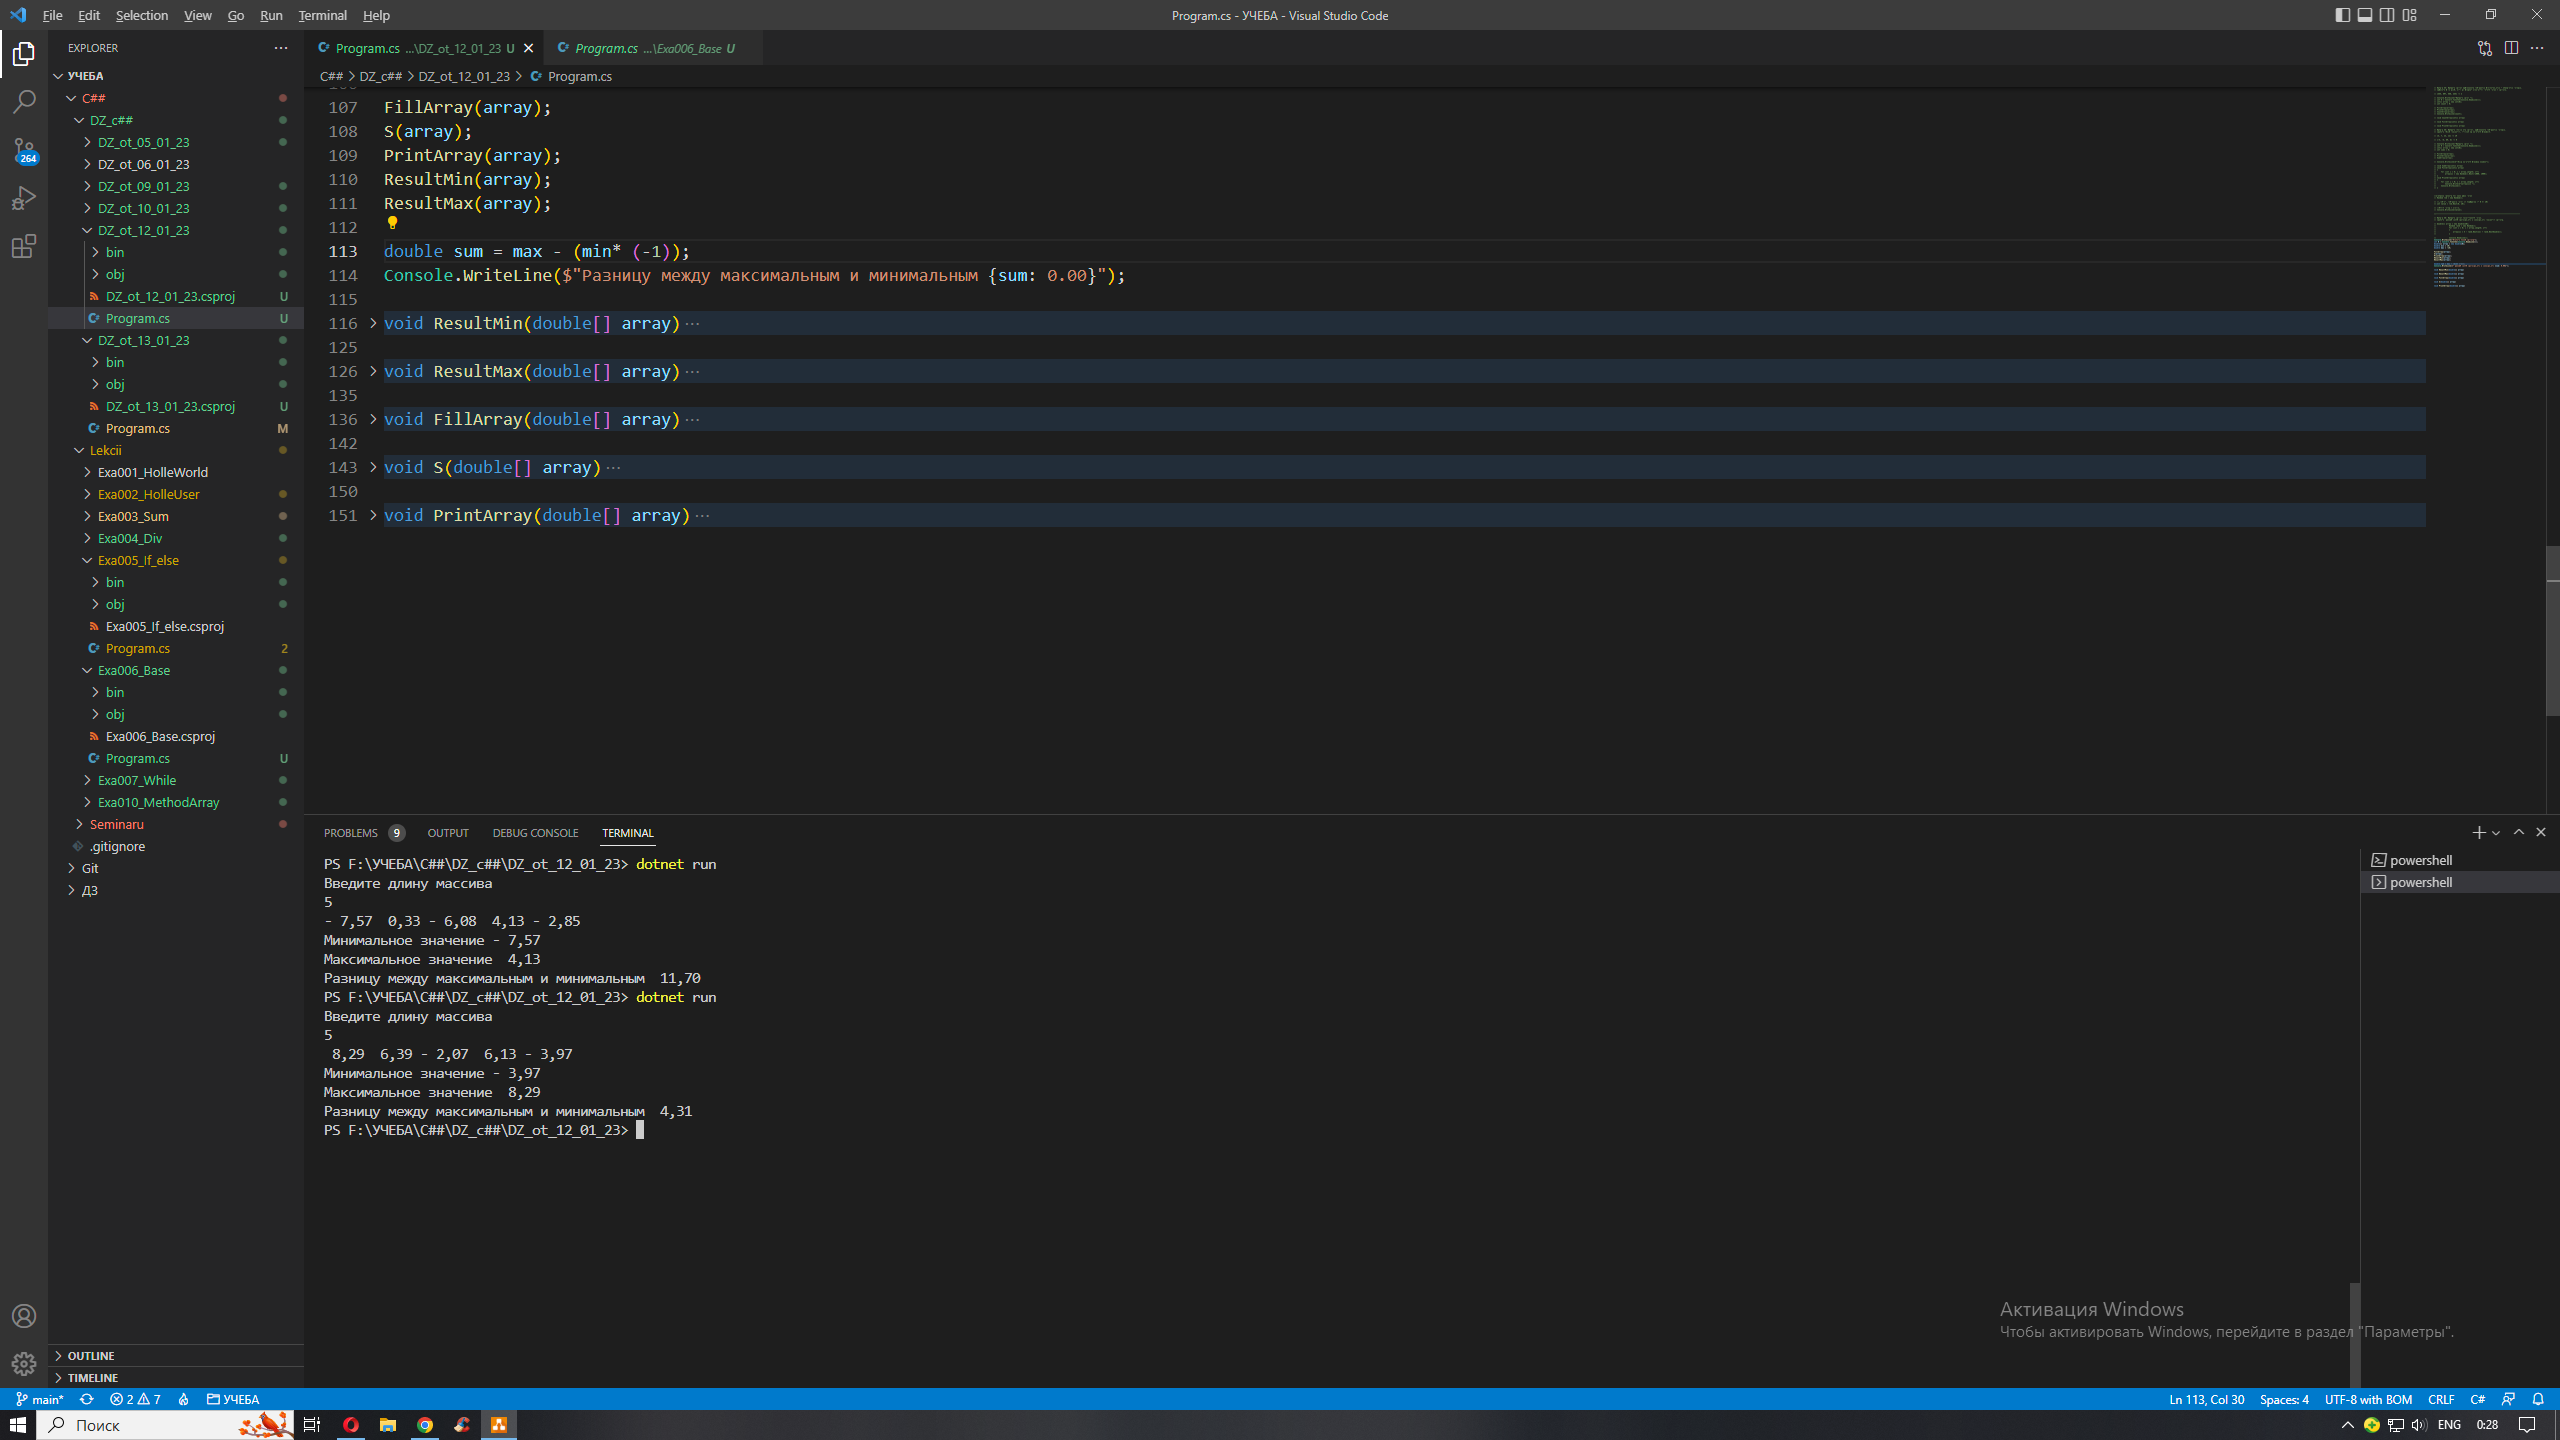 File Edit Selection View Go Run Terminal Help
Program.cs - УЧЕБА - Visual Studio Code
EXPLORER
УЧЕБА
C##
DZ_c##
DZ_ot_05_01_23
DZ_ot_06_01_23
DZ_ot_09_01_23
DZ_ot_10_01_23
DZ_ot_12_01_23
bin
obj
DZ_ot_12_01_23.csproj U
Program.cs U
DZ_ot_13_01_23
bin
obj
DZ_ot_13_01_23.csproj U
Program.cs M
Lekcii
Exa001_HolleWorld
Exa002_HolleUser
Exa003_Sum
Exa004_Div
Exa005_If_else
bin
obj
Exa005_If_else.csproj
Program.cs 2
Exa006_Base
bin
obj
Exa006_Base.csproj
Program.cs U
Exa007_While
Exa010_MethodArray
Seminaru
.gitignore
Git
ДЗ
OUTLINE
TIMELINE
264
Program.cs ...\DZ_ot_12_01_23 U
Program.cs ...\Exa006_Base U
C## > DZ_c## > DZ_ot_12_01_23 > Program.cs
107 FillArray(array);
108 S(array);
109 PrintArray(array);
110 ResultMin(array);
111 ResultMax(array);
112
113 double sum = max - (min* (-1));
114 Console.WriteLine($"Разницу между максимальным и минимальным {sum: 0.00}");
115
116 void ResultMin(double[] array) ...
125
126 void ResultMax(double[] array) ...
135
136 void FillArray(double[] array) ...
142
143 void S(double[] array) ...
150
151 void PrintArray(double[] array) ...
PROBLEMS 9 OUTPUT DEBUG CONSOLE TERMINAL
PS F:\УЧЕБА\C##\DZ_c##\DZ_ot_12_01_23> dotnet run
Введите длину массива
5
- 7,57  0,33 - 6,08  4,13 - 2,85
Минимальное значение - 7,57
Максимальное значение  4,13
Разницу между максимальным и минимальным  11,70
PS F:\УЧЕБА\C##\DZ_c##\DZ_ot_12_01_23> dotnet run
Введите длину массива
5
8,29  6,39 - 2,07  6,13 - 3,97
Минимальное значение - 3,97
Максимальное значение  8,29
Разницу между максимальным и минимальным  4,31
PS F:\УЧЕБА\C##\DZ_c##\DZ_ot_12_01_23>
powershell
powershell
Активация Windows
Чтобы активировать Windows, перейдите в раздел "Параметры".
main* 2 7 УЧЕБА
Ln 113, Col 30 Spaces: 4 UTF-8 with BOM CRLF C#
Поиск
ENG 0:28